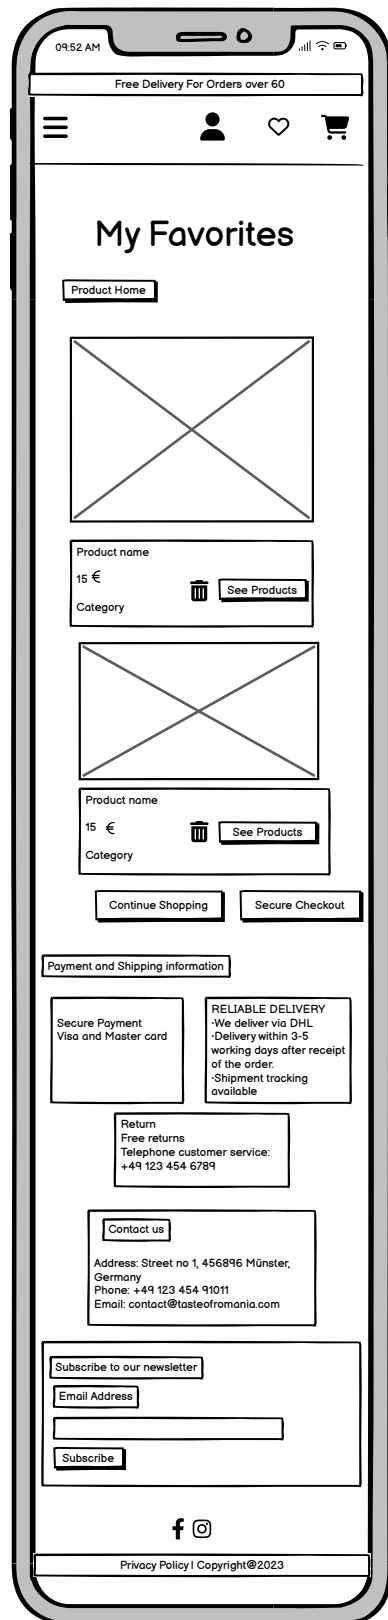 09:52 AM
Free Delivery For Orders over 60
My Favorites
Product Home
Product name
15 €
Category
See Products
Product name
15 €
Category
See Products
Continue Shopping
Secure Checkout
Payment and Shipping information
Secure Payment
Visa and Master card
RELIABLE DELIVERY
·We deliver via DHL
·Delivery within 3-5
working days after receipt
of the order.
·Shipment tracking
available
Return
Free returns
Telephone customer service:
+49 123 454 6789
Contact us
Address: Street no 1, 456896 Münster,
Germany
Phone: +49 123 454 91011
Email: contact@tasteofromania.com
Subscribe to our newsletter
Email Address
Subscribe
Privacy Policy| Copyright@2023